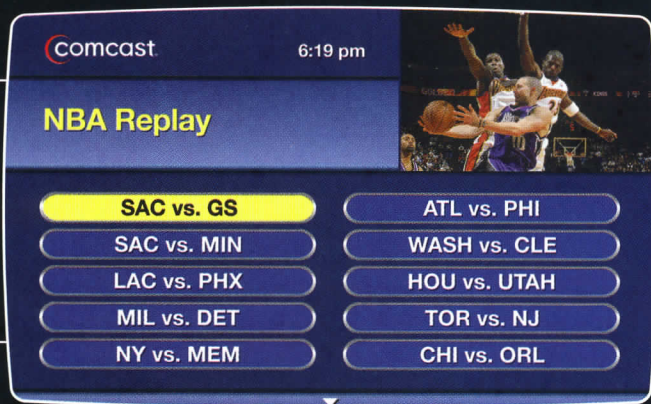 comcast.
6:19 pm
NBA Replay
SAC vs. GS
SAC vs. MIN
LAC vs. PHX
MIL vs. DET
NY vs. MEM
ATL vs. PHI
WASH vs. CLE
HOU vs. UTAH
TOR vs. NJ
CHI vs. ORL
10